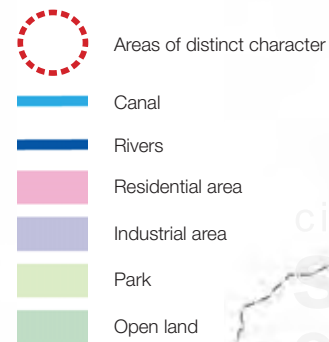 Areas of distinct character
Canal
Rivers
Residential area
Industrial area
Park
Open land